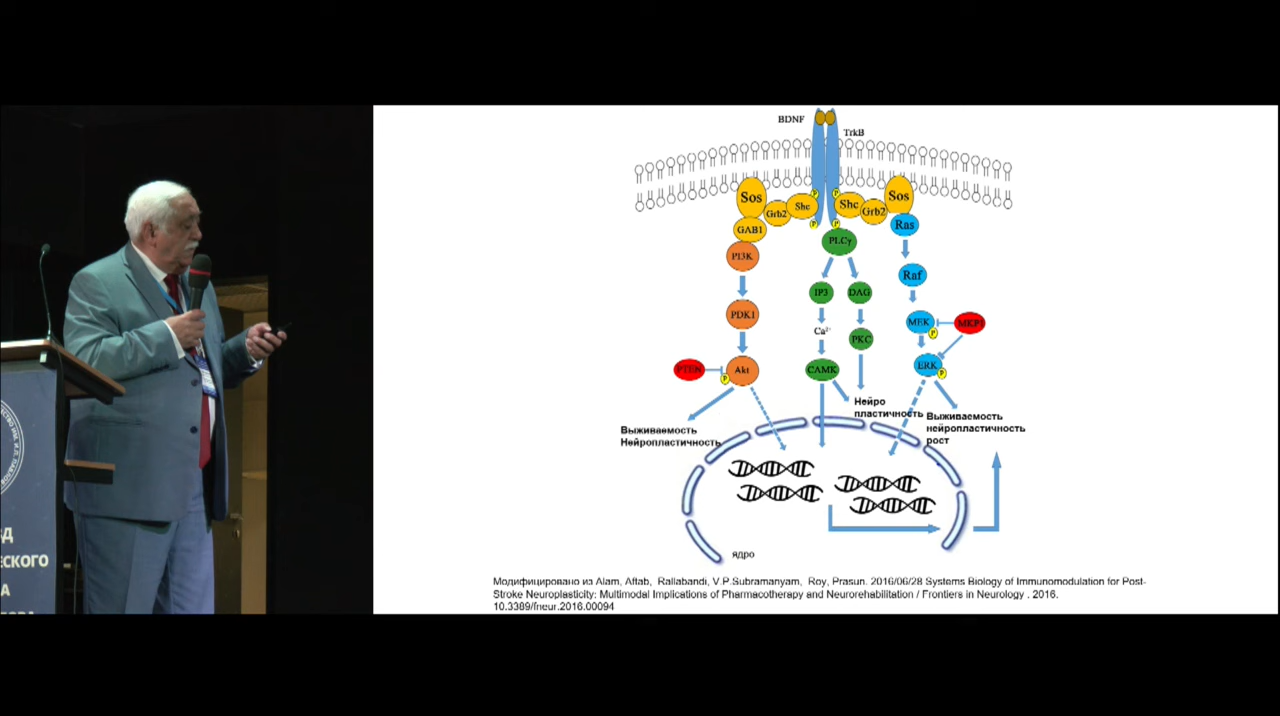 BDNF
TrkB
Sos
Grb2
Shc
P
P
Shc
Grb2
Sos
GAB1
P
P
Ras
PI3K
PLCγ
Raf
IP3
DAG
PDK1
MEK
P
MKP1
Ca²⁺
PKC
PTEN
Akt
P
CAMK
ERK
P
Нейро
пластичность
Выживаемость
Нейропластичность
Выживаемость
нейропластичность
рост
ядро
Модифицировано из Alam, Aftab, Rallabandi, V.P.Subramanyam, Roy, Prasun. 2016/06/28 Systems Biology of Immunomodulation for Post-
Stroke Neuroplasticity: Multimodal Implications of Pharmacotherapy and Neurorehabilitation / Frontiers in Neurology . 2016.
10.3389/fneur.2016.00094